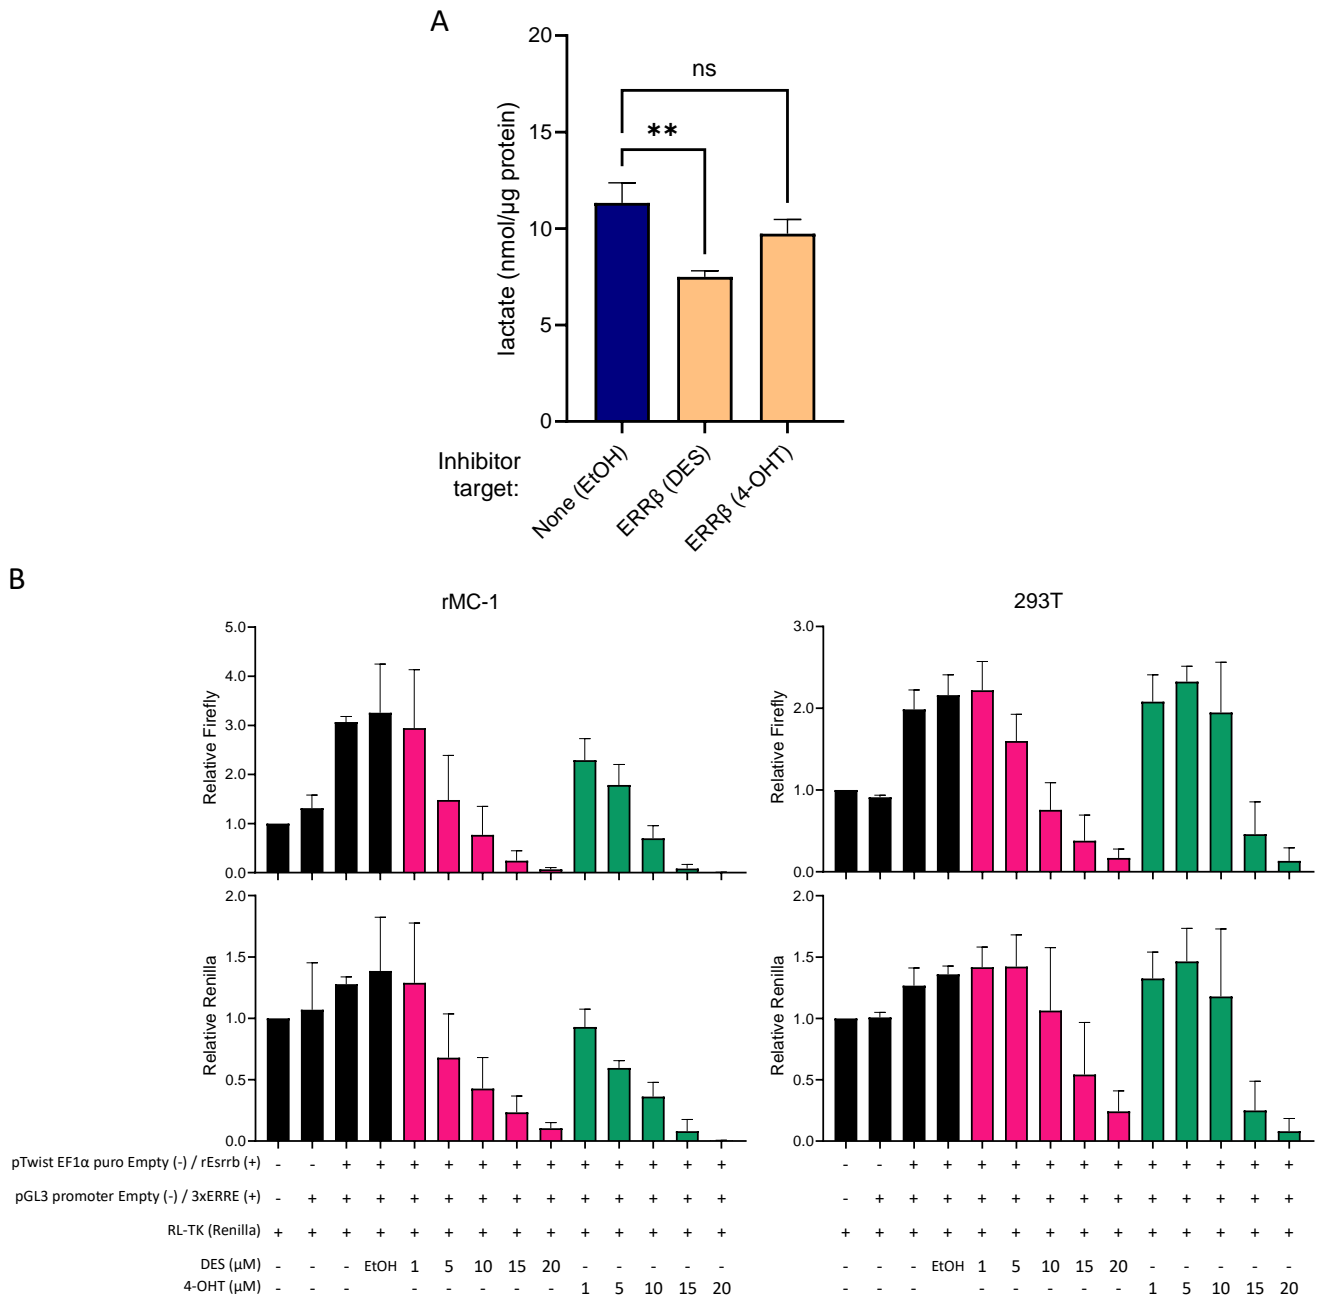 A
20
15
10
5
0
lactate (nmol/µg protein)
ns
**
Inhibitor
target:
None (EtOH)
ERRβ (DES)
ERRβ (4-OHT)
B
rMC-1
293T
5.0
4.0
3.0
2.0
1.0
0.0
Relative Firefly
3.0
2.0
1.0
0.0
Relative Firefly
2.0
1.5
1.0
0.5
0.0
Relative Renilla
2.0
1.5
1.0
0.5
0.0
Relative Renilla
pTwist EF1α puro Empty (-) / rEsrrb (+) - - + + + + + + + + + + + + - - + + + + + + + + + + + +
pGL3 promoter Empty (-) / 3xERRE (+) - + + + + + + + + + + + + + - + + + + + + + + + + + + +
RL-TK (Renilla) + + + + + + + + + + + + + + + + + + + + + + + + + + + +
DES (µM) - - - EtOH 1 5 10 15 20 - - - - - - - - EtOH 1 5 10 15 20 - - - - -
4-OHT (µM) - - - - - - - - - 1 5 10 15 20 - - - - - - - - - 1 5 10 15 20